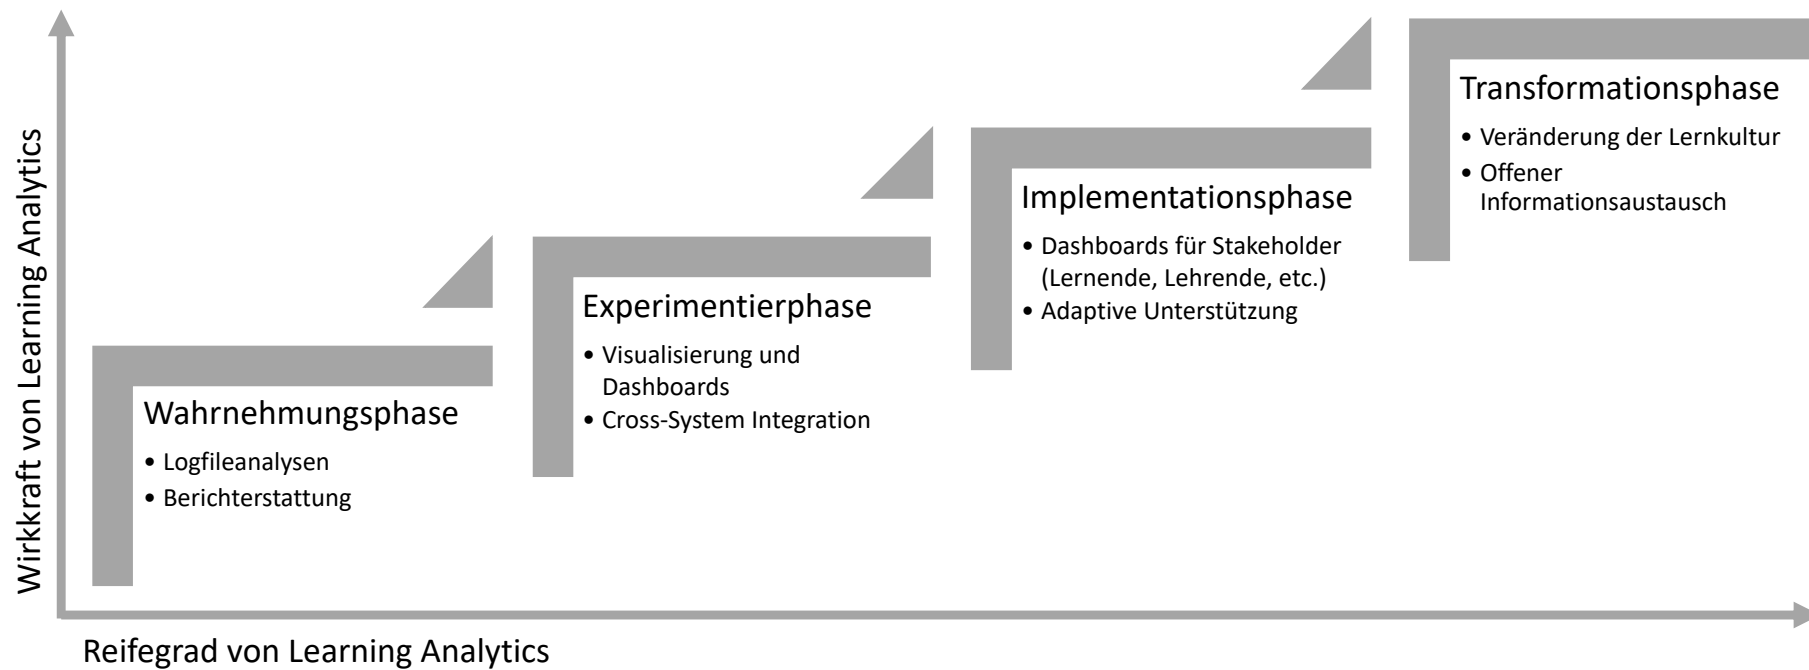 Wirkkraft von Learning Analytics
Wahrnehmungsphase
• Logfileanalysen
• Berichterstattung
Experimentierphase
• Visualisierung und
Dashboards
• Cross-System Integration
Implementationsphase
• Dashboards für Stakeholder
(Lernende, Lehrende, etc.)
• Adaptive Unterstützung
Transformationsphase
• Veränderung der Lernkultur
• Offener
Informationsaustausch
Reifegrad von Learning Analytics